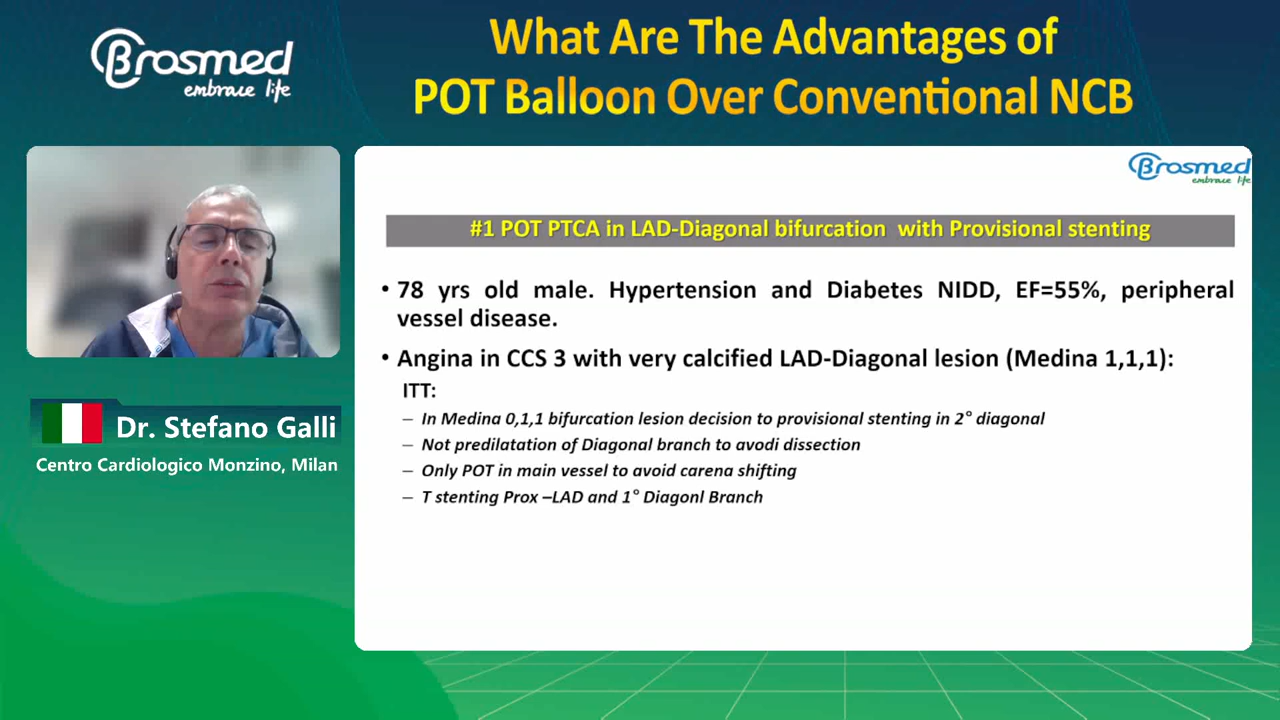 Brosmed
embrace life
What Are The Advantages of
POT Balloon Over Conventional NCB
Brosmed
embrace life
#1 POT PTCA in LAD-Diagonal bifurcation with Provisional stenting
• 78 yrs old male. Hypertension and Diabetes NIDD, EF=55%, peripheral
vessel disease.
• Angina in CCS 3 with very calcified LAD-Diagonal lesion (Medina 1,1,1):
ITT:
– In Medina 0,1,1 bifurcation lesion decision to provisional stenting in 2° diagonal
– Not predilatation of Diagonal branch to avodi dissection
– Only POT in main vessel to avoid carena shifting
– T stenting Prox –LAD and 1° Diagonl Branch
Dr. Stefano Galli
Centro Cardiologico Monzino, Milan